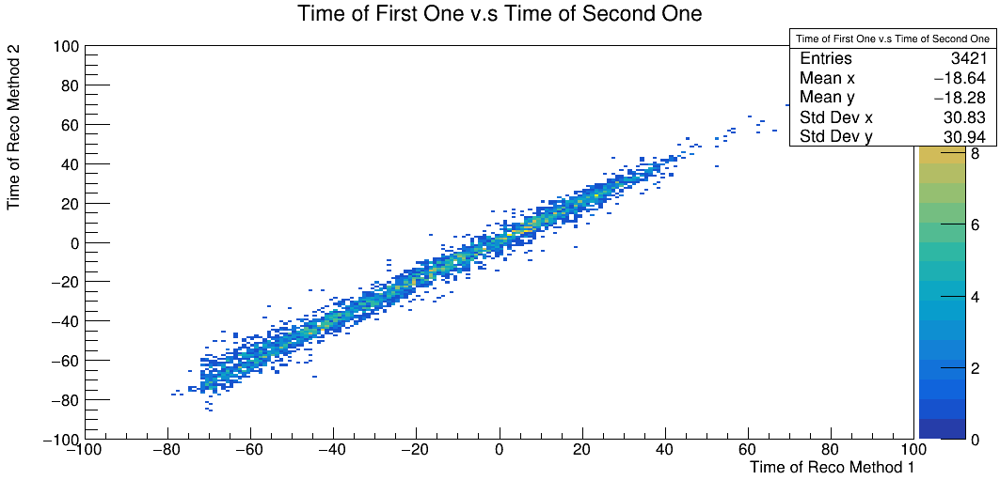 Time of First One v.s Time of Second One
Time of First One v.s Time of Second One
Entries 3421
Mean x −18.64
Mean y −18.28
Std Dev x 30.83
Std Dev y 30.94
Time of Reco Method 2
100
80
60
40
20
0
−20
−40
−60
−80
−100
−100 −80 −60 −40 −20 0 20 40 60 80 100
Time of Reco Method 1
8
6
4
2
0